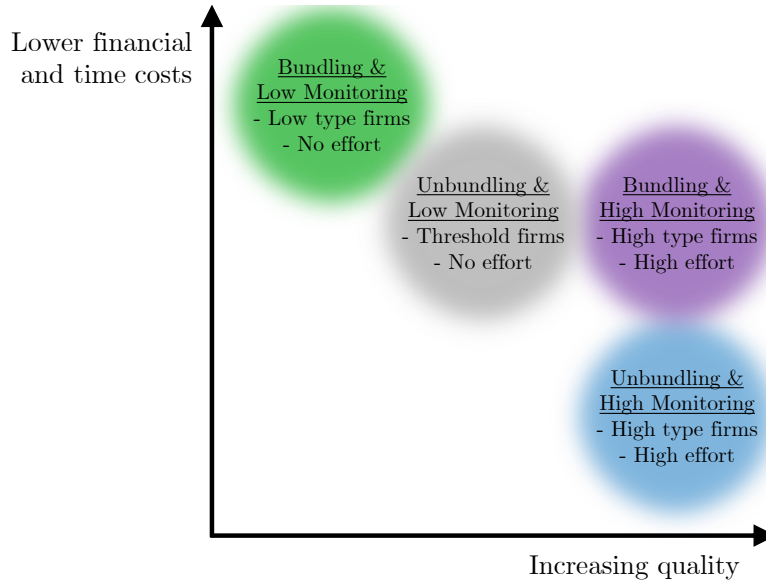 Lower financial
and time costs
Bundling &
Low Monitoring
- Low type firms
- No effort
Unbundling &
Low Monitoring
- Threshold firms
- No effort
Bundling &
High Monitoring
- High type firms
- High effort
Unbundling &
High Monitoring
- High type firms
- High effort
Increasing quality